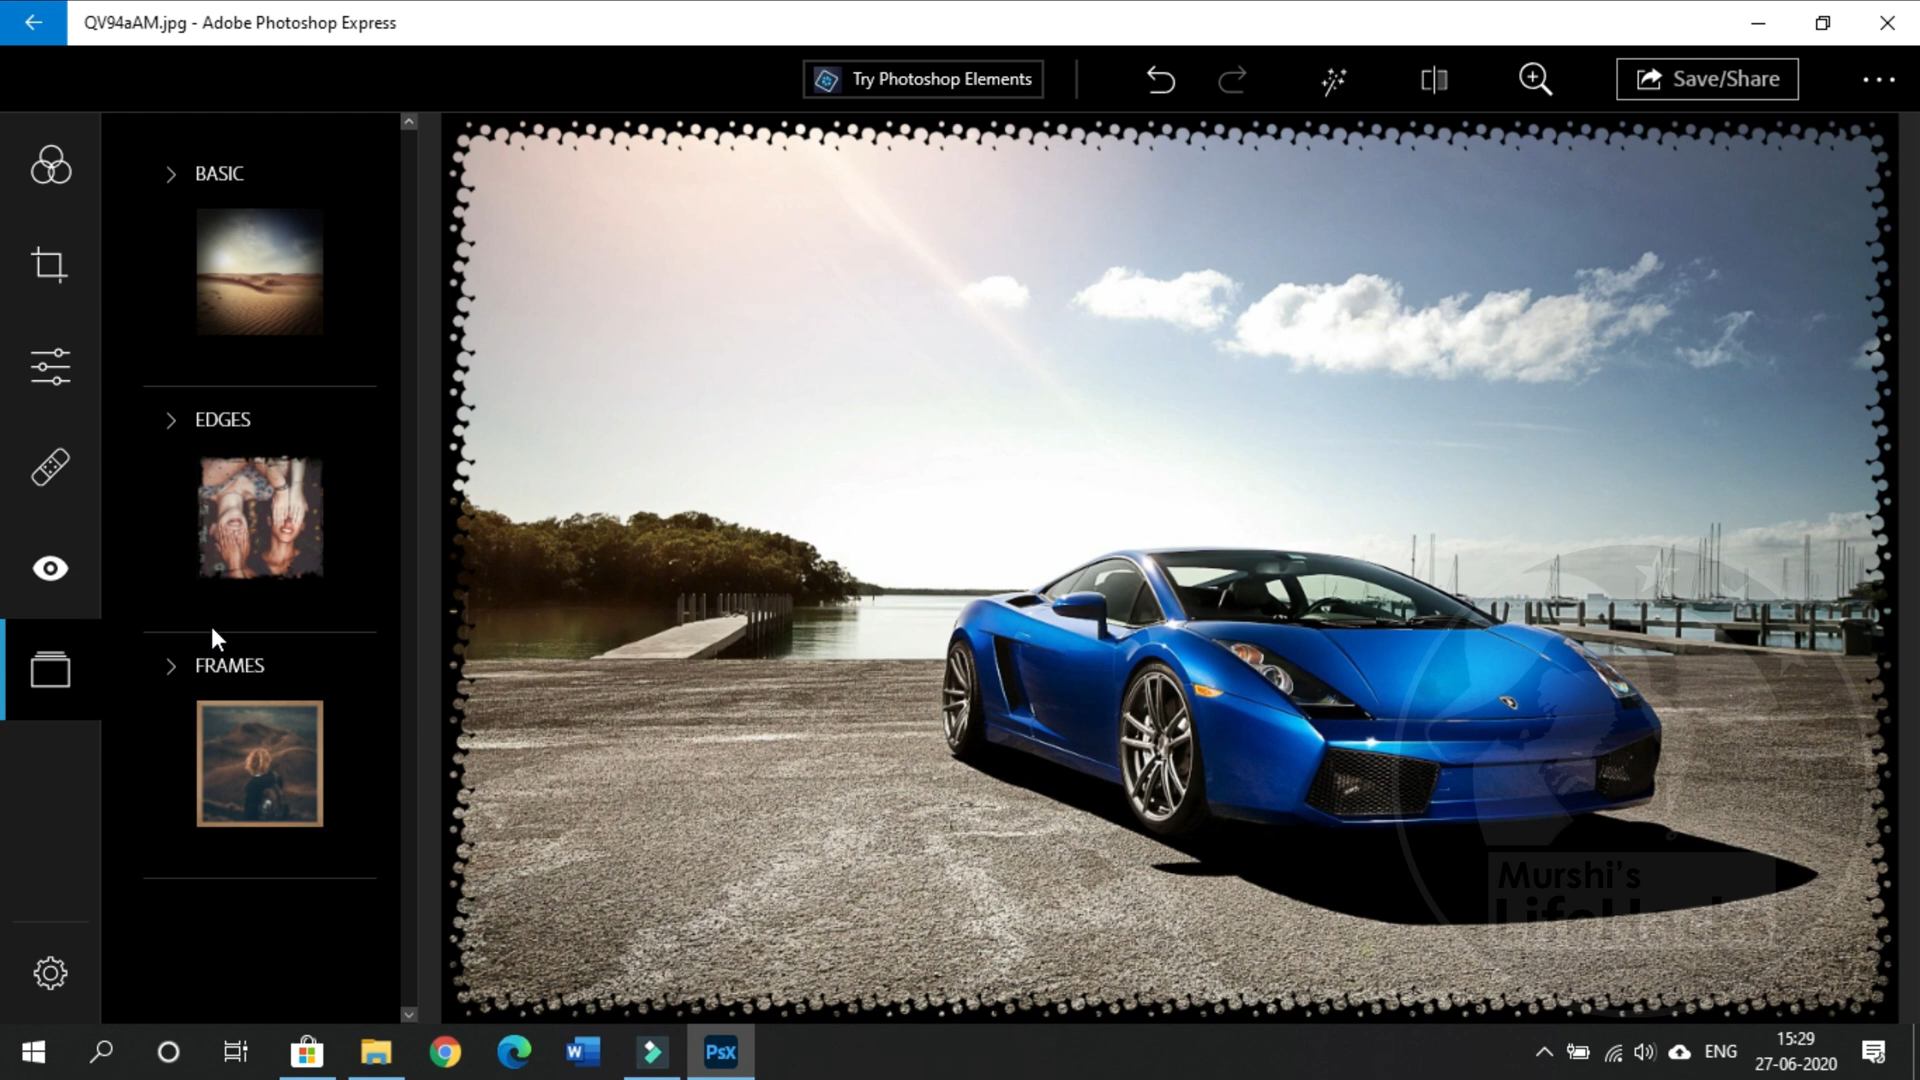 QV94aAM.jpg - Adobe Photoshop Express
Try Photoshop Elements
Save/Share
BASIC
EDGES
FRAMES
Murshi's
PsX
ENG
15:29
27-06-2020